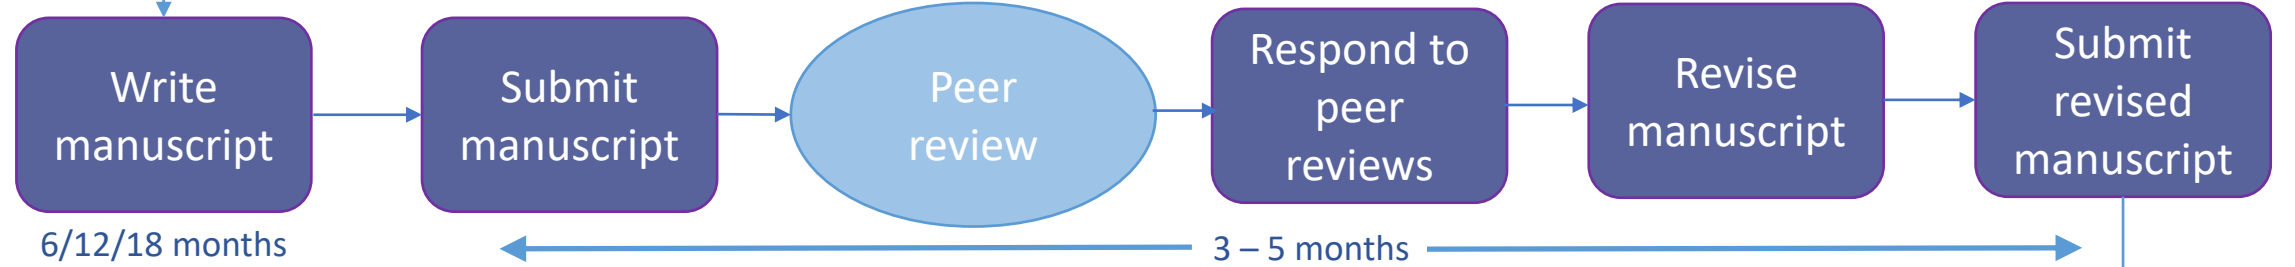 Write
manuscript
Submit
manuscript
Peer
review
Respond to
peer
reviews
Revise
manuscript
Submit
revised
manuscript
6/12/18 months
3 – 5 months